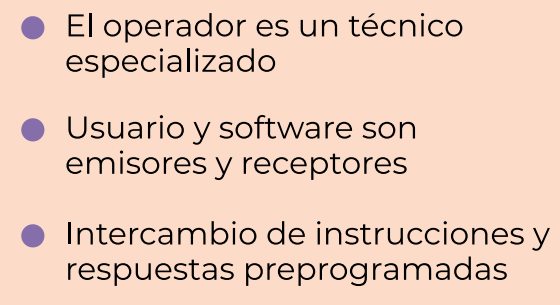 El operador es un técnico
especializado
Usuario y software son
emisores y receptores
Intercambio de instrucciones y
respuestas preprogramadas